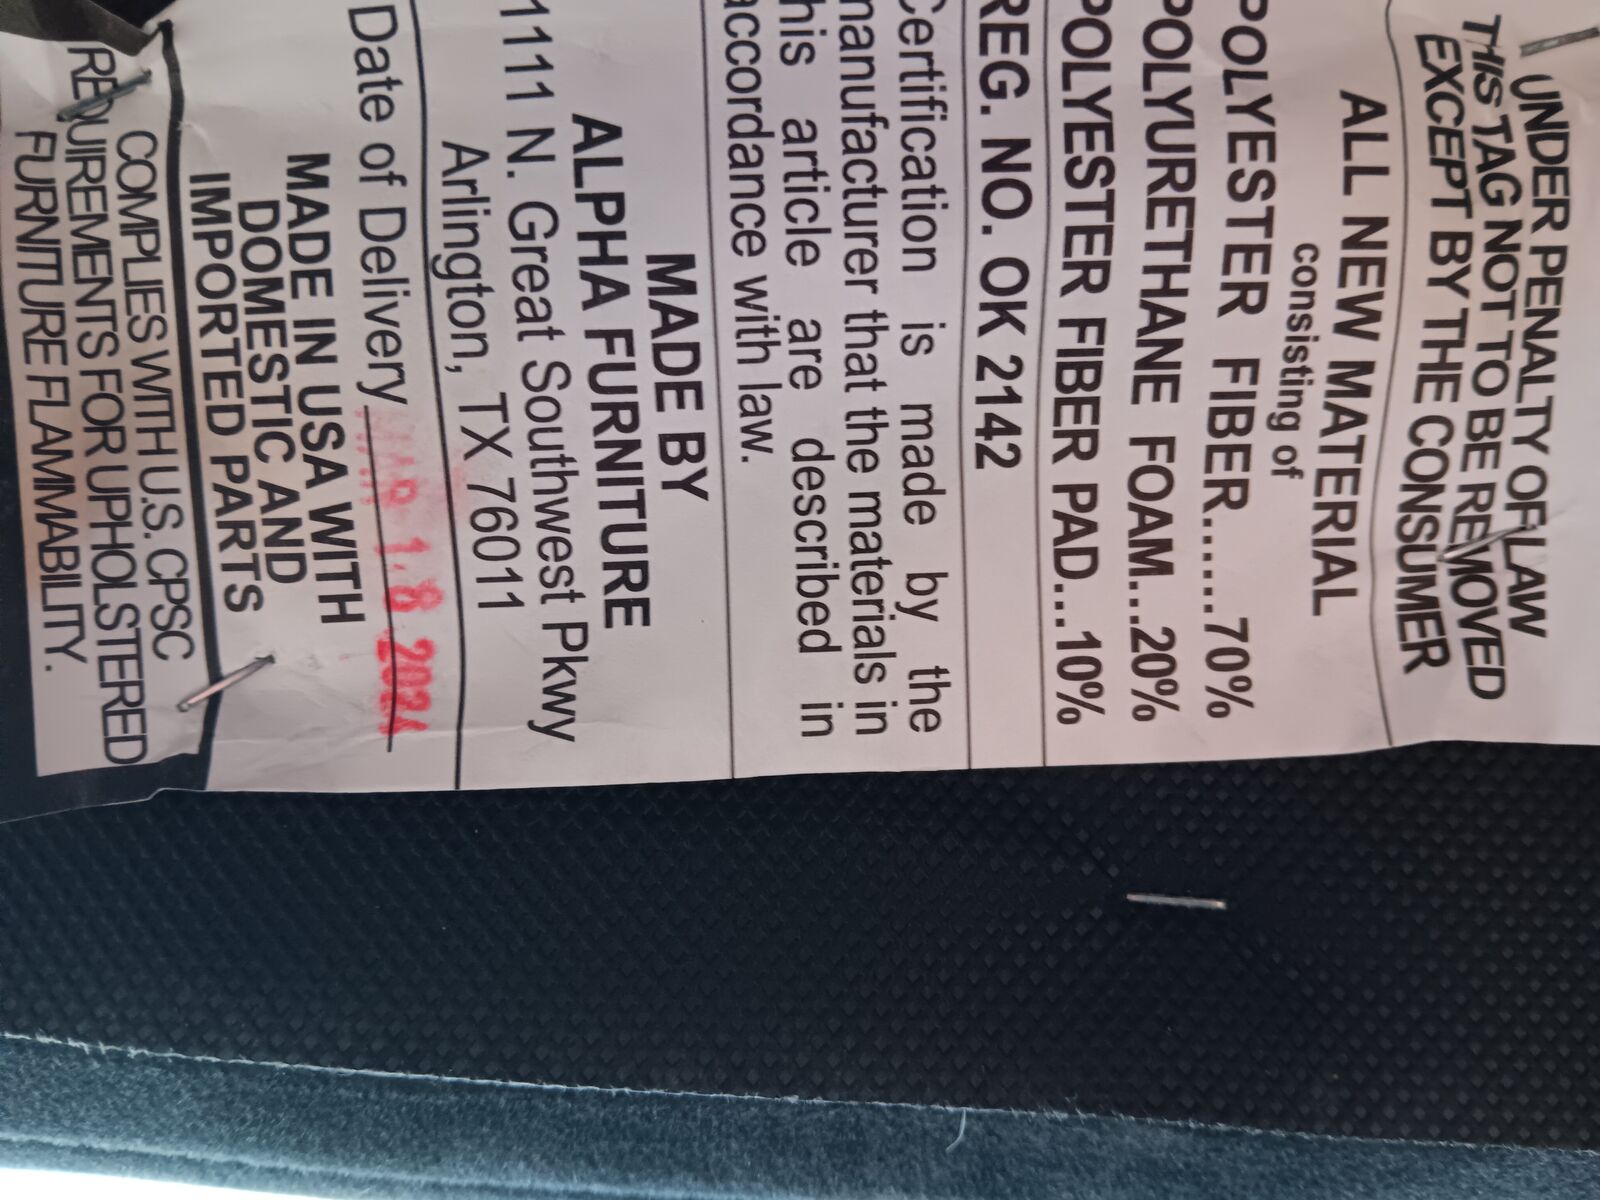 UNDER PENALTY OF LAW
THIS TAG NOT TO BE REMOVED
EXCEPT BY THE CONSUMER
ALL NEW MATERIAL
consisting of
POLYESTER FIBER......70%
POLYURETHANE FOAM...20%
POLYESTER FIBER PAD...10%
REG. NO. OK 2142
Certification is made by the
manufacturer that the materials in
this article are described in
accordance with law.
MADE BY
ALPHA FURNITURE
1111 N. Great Southwest Pkwy
Arlington, TX 76011
Date of Delivery MAR 18 2024
MADE IN USA WITH
DOMESTIC AND
IMPORTED PARTS
COMPLIES WITH U.S. CPSC
REQUIREMENTS FOR UPHOLSTERED
FURNITURE FLAMMABILITY.